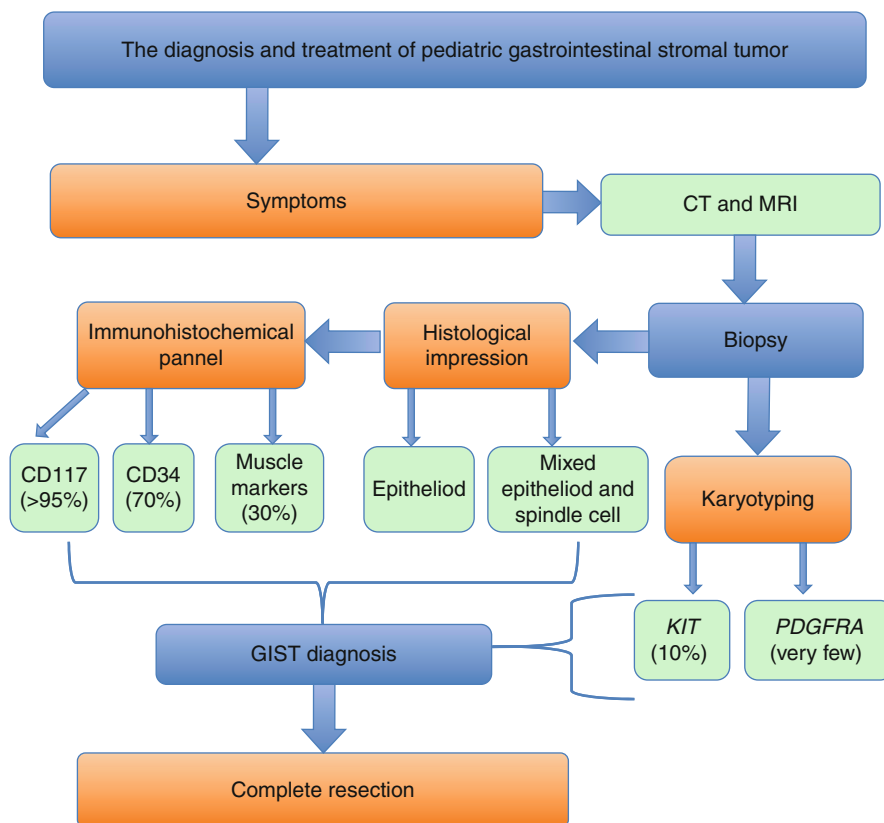 The diagnosis and treatment of pediatric gastrointestinal stromal tumor
Symptoms
CT and MRI
Immunohistochemical
pannel
Histological
impression
Biopsy
CD117
(>95%)
CD34
(70%)
Muscle
markers
(30%)
Epitheliod
Mixed
epitheliod and
spindle cell
Karyotyping
KIT
(10%)
PDGFRA
(very few)
GIST diagnosis
Complete resection